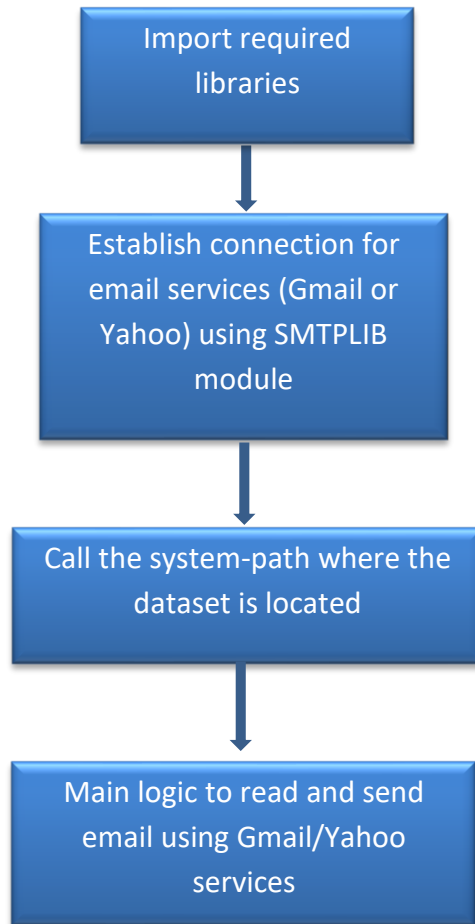 Import required
libraries
Establish connection for
email services (Gmail or
Yahoo) using SMTPLIB
module
Call the system-path where the
dataset is located
Main logic to read and send
email using Gmail/Yahoo
services